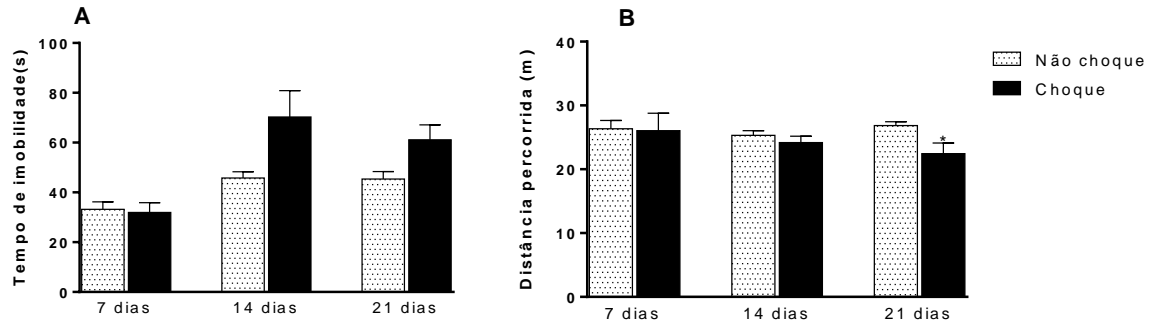 A
Tempo de imobilidade(s)
100
80
60
40
20
0
7 dias
14 dias
21 dias
B
Distância percorrida (m)
40
30
20
10
0
*
7 dias
14 dias
21 dias
Não choque
Choque